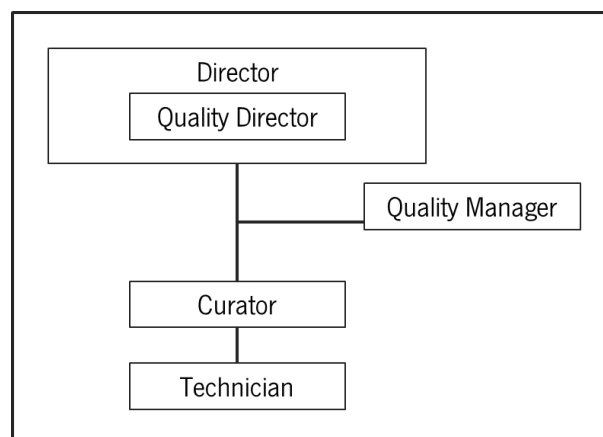 Director
Quality Director
Quality Manager
Curator
Technician